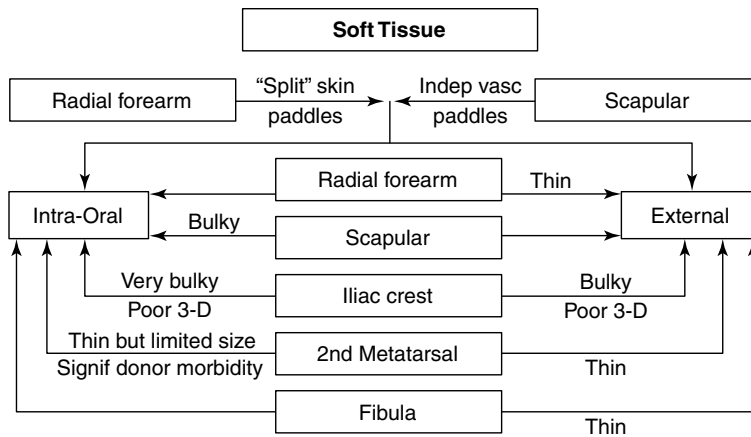 Soft Tissue
Radial forearm
“Split” skin
paddles
Indep vasc
paddles
Scapular
Intra-Oral
Radial forearm
Thin
External
Bulky
Scapular
Very bulky
Poor 3-D
Iliac crest
Bulky
Poor 3-D
Thin but limited size
Signif donor morbidity
2nd Metatarsal
Thin
Fibula
Thin